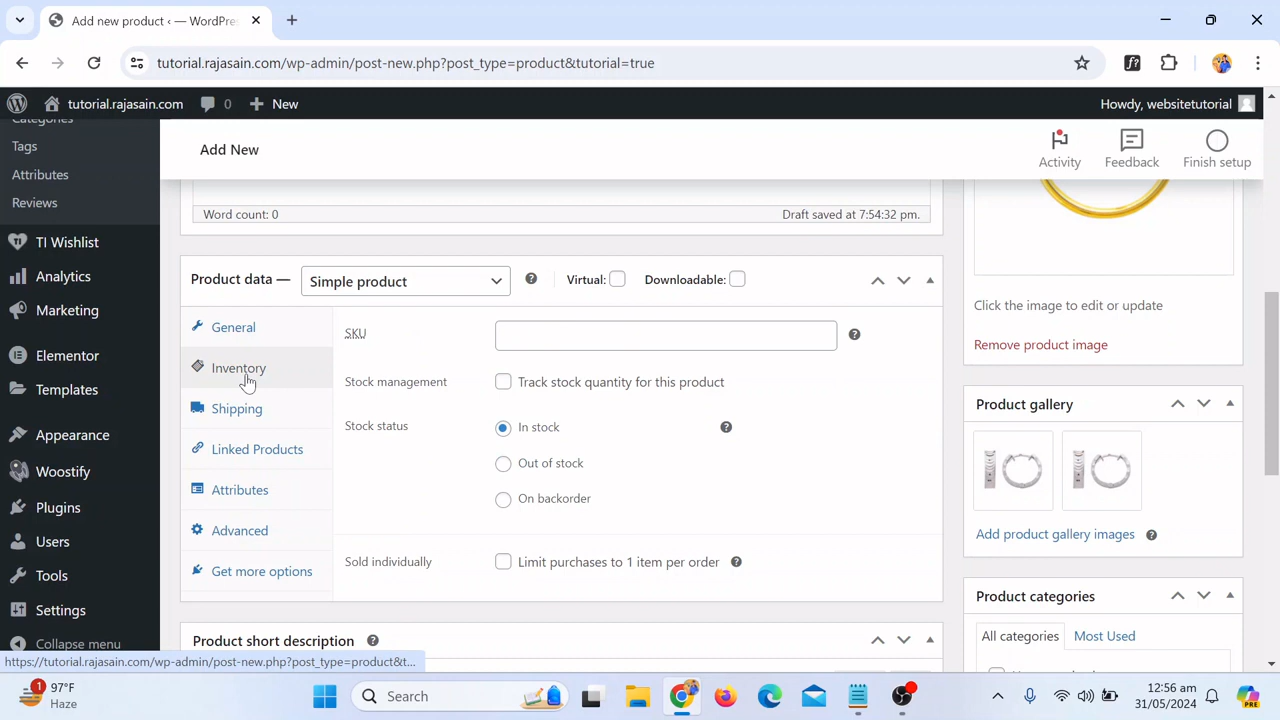 Add new product ‹ — WordPre
tutorial.rajasain.com/wp-admin/post-new.php?post_type=product&tutorial=true
tutorial.rajasain.com 0 New Howdy, websitetutorial
Categories
Tags
Attributes
Reviews
TI Wishlist
Analytics
Marketing
Elementor
Templates
Appearance
Woostify
Plugins
Users
Tools
Settings
Collapse menu
Add New
Activity Feedback Finish setup
Word count: 0 Draft saved at 7:54:32 pm.
Product data — Simple product Virtual: Downloadable:
General
Inventory
Shipping
Linked Products
Attributes
Advanced
Get more options
SKU
Stock management Track stock quantity for this product
Stock status In stock
Out of stock
On backorder
Sold individually Limit purchases to 1 item per order
Product short description
Click the image to edit or update
Remove product image
Product gallery
Add product gallery images
Product categories
All categories Most Used
https://tutorial.rajasain.com/wp-admin/post-new.php?post_type=product&t...
1 97°F
Haze
Search
12:56 am
31/05/2024
PRE